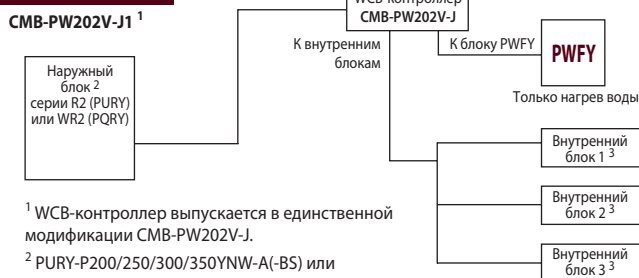 WCB-контроллер
CMB-PW202V-J
CMB-PW202V-J1 1
К внутренним
блокам
К блоку PWFY
PWFY
Только нагрев воды
Наружный
блок 2
серии R2 (PURY)
или WR2 (PQRY)
Внутренний
блок 1 3
Внутренний
блок 2 3
Внутренний
блок 3 3
1 WCB-контроллер выпускается в единственной
модификации CMB-PW202V-J.
2 PURY-P200/250/300/350YNW-A(-BS) или